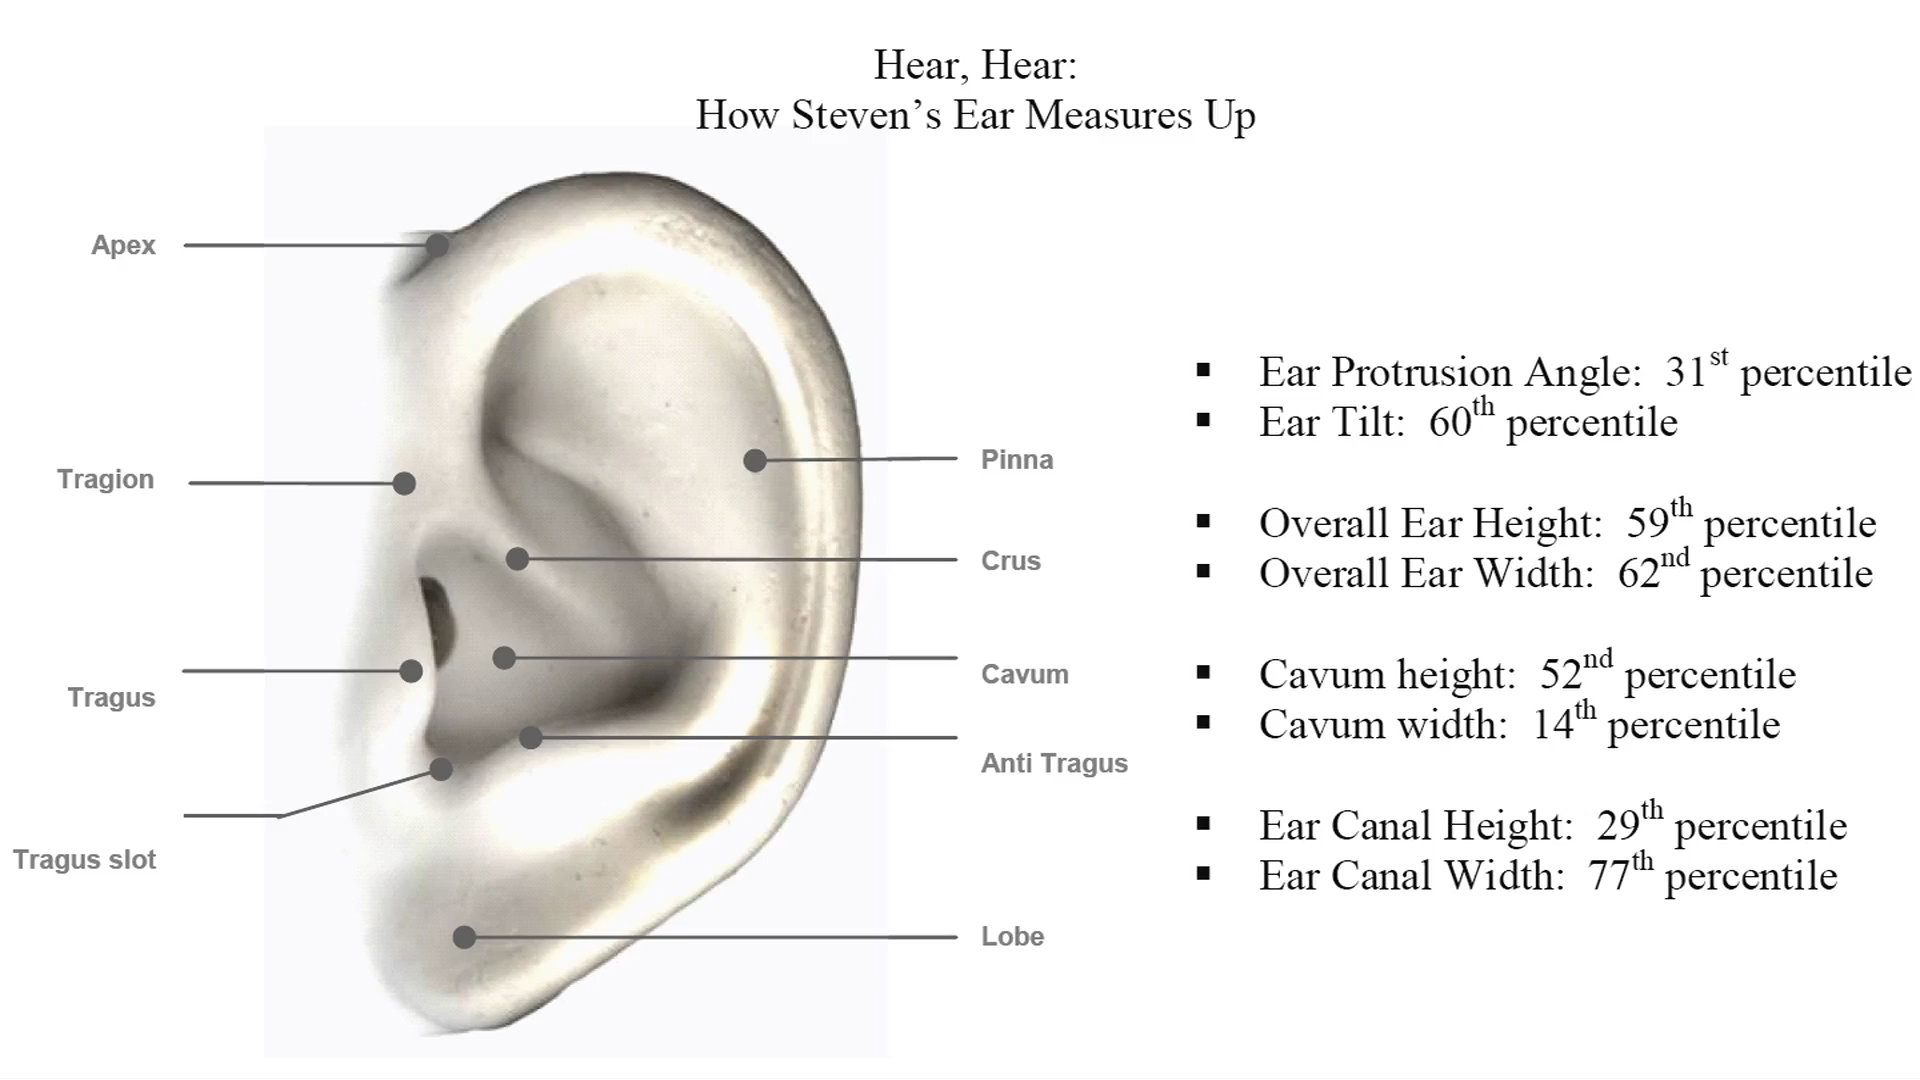 Hear, Hear:
How Steven’s Ear Measures Up
Apex
Tragion
Tragus
Tragus slot
Pinna
Crus
Cavum
Anti Tragus
Lobe
▪ Ear Protrusion Angle: 31st percentile
▪ Ear Tilt: 60th percentile
▪ Overall Ear Height: 59th percentile
▪ Overall Ear Width: 62nd percentile
▪ Cavum height: 52nd percentile
▪ Cavum width: 14th percentile
▪ Ear Canal Height: 29th percentile
▪ Ear Canal Width: 77th percentile